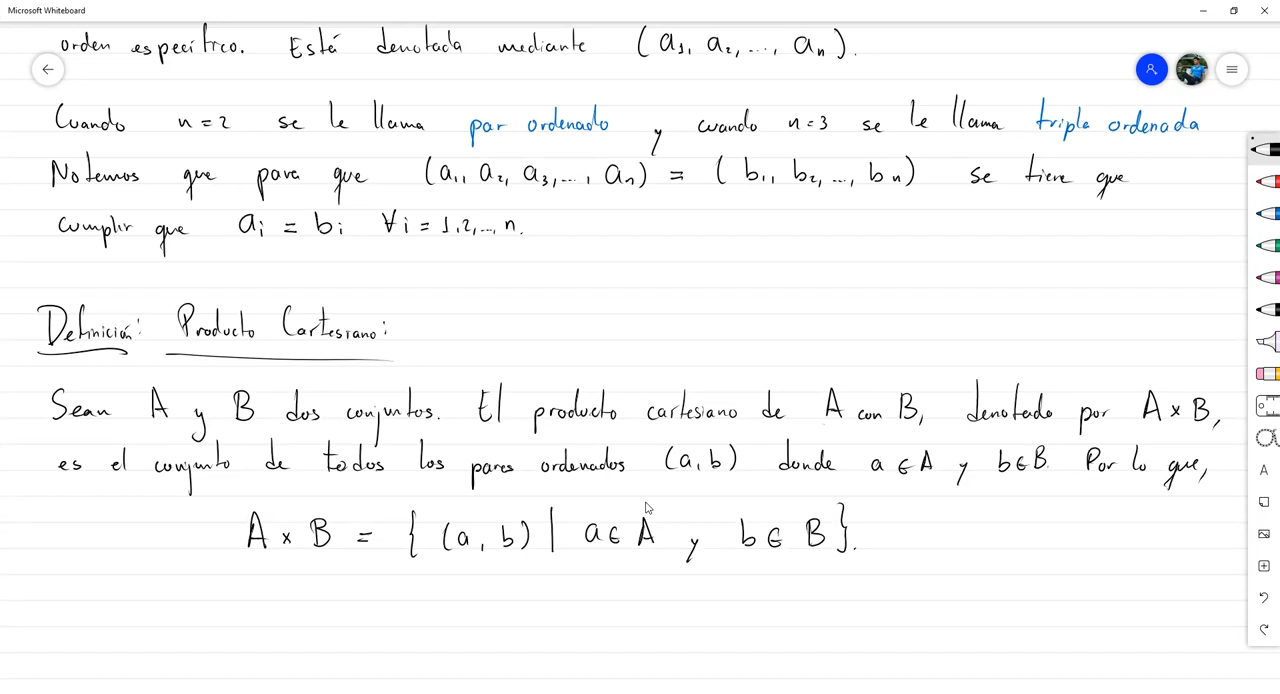 Microsoft Whiteboard
orden específico. Está denotada mediante (a₁, a₂, ..., aₙ).
Cuando n=2 se le llama par ordenado y cuando n=3 se le llama tripla ordenada
Notemos que para que (a₁, a₂, a₃, ..., aₙ) = (b₁, b₂, ..., bₙ) se tiene que
cumplir que aᵢ = bᵢ ∀i = 1,2,...,n.
Definición: Producto Cartesiano:
Sean A y B dos conjuntos. El producto cartesiano de A con B, denotado por A × B,
es el conjunto de todos los pares ordenados (a,b) donde a ∈ A y b ∈ B. Por lo que,
A × B = { (a, b) | a ∈ A y b ∈ B }.